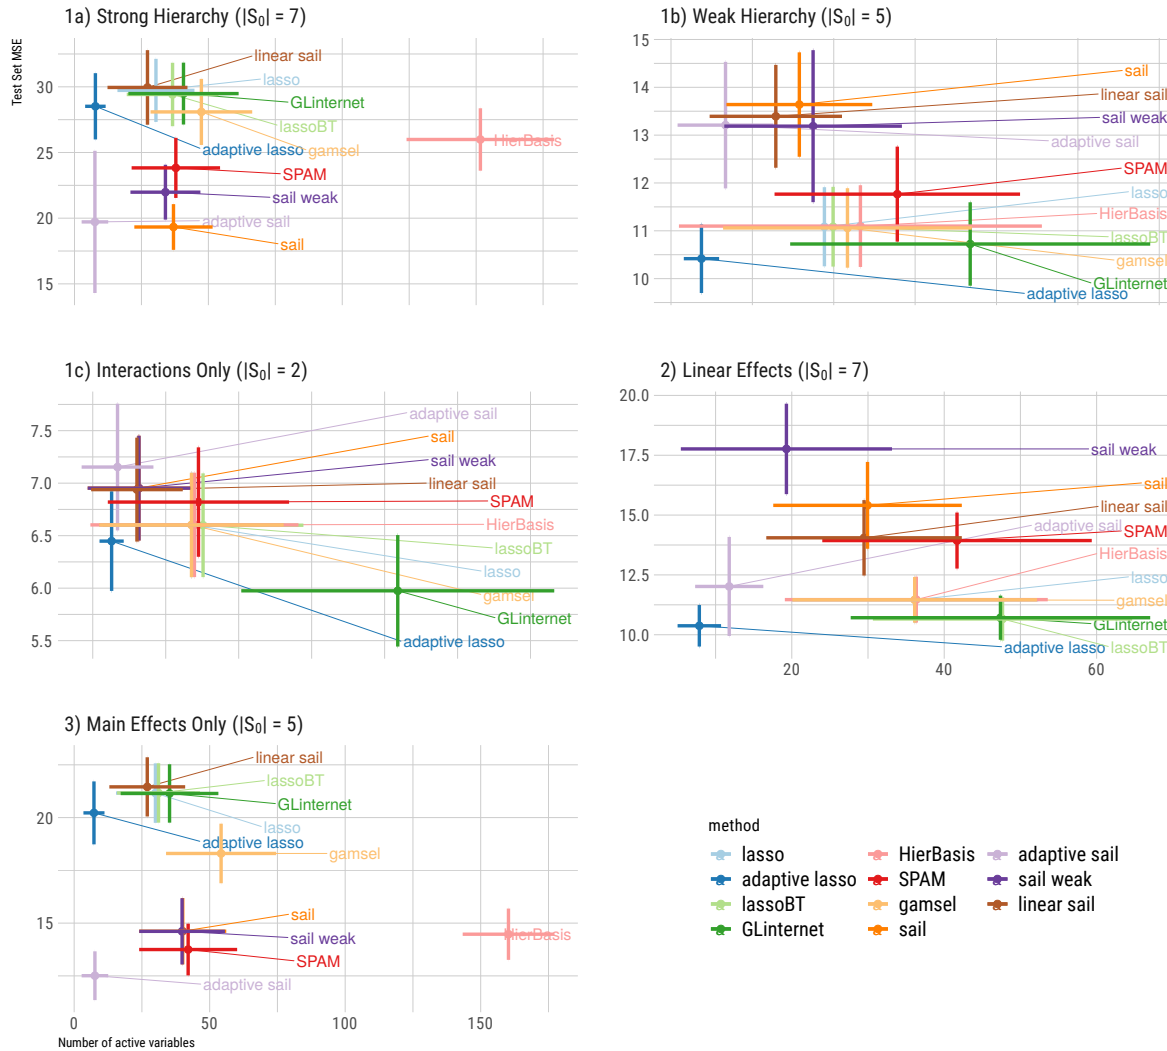 1a) Strong Hierarchy (|S₀| = 7)
Test Set MSE
30
25
20
15
linear sail
lasso
GLinternet
lassoBT
adaptive lasso
gamsel
HierBasis
SPAM
sail weak
adaptive sail
sail
1b) Weak Hierarchy (|S₀| = 5)
15
14
13
12
11
10
sail
linear sail
sail weak
adaptive sail
SPAM
lasso
HierBasis
lassoBT
gamsel
GLinternet
adaptive lasso
1c) Interactions Only (|S₀| = 2)
7.5
7.0
6.5
6.0
5.5
adaptive sail
sail
sail weak
linear sail
SPAM
HierBasis
lassoBT
lasso
gamsel
GLinternet
adaptive lasso
2) Linear Effects (|S₀| = 7)
20.0
17.5
15.0
12.5
10.0
sail weak
sail
linear sail
adaptive sail
SPAM
HierBasis
lasso
gamsel
GLinternet
adaptive lasso
lassoBT
20 40 60
3) Main Effects Only (|S₀| = 5)
20
15
linear sail
lassoBT
GLinternet
lasso
adaptive lasso
gamsel
sail
sail weak
HierBasis
SPAM
adaptive sail
0 50 100 150
Number of active variables
method
lasso HierBasis adaptive sail
adaptive lasso SPAM sail weak
lassoBT gamsel linear sail
GLinternet sail